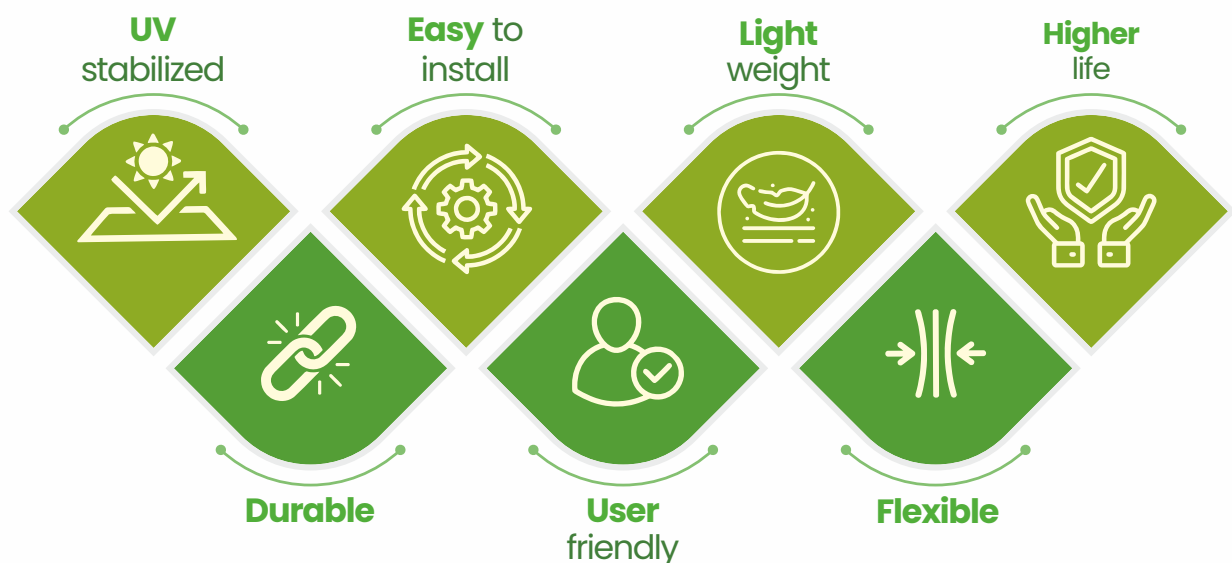 UV
stabilized
Easy to
install
Light
weight
Higher
life
Durable
User
friendly
Flexible